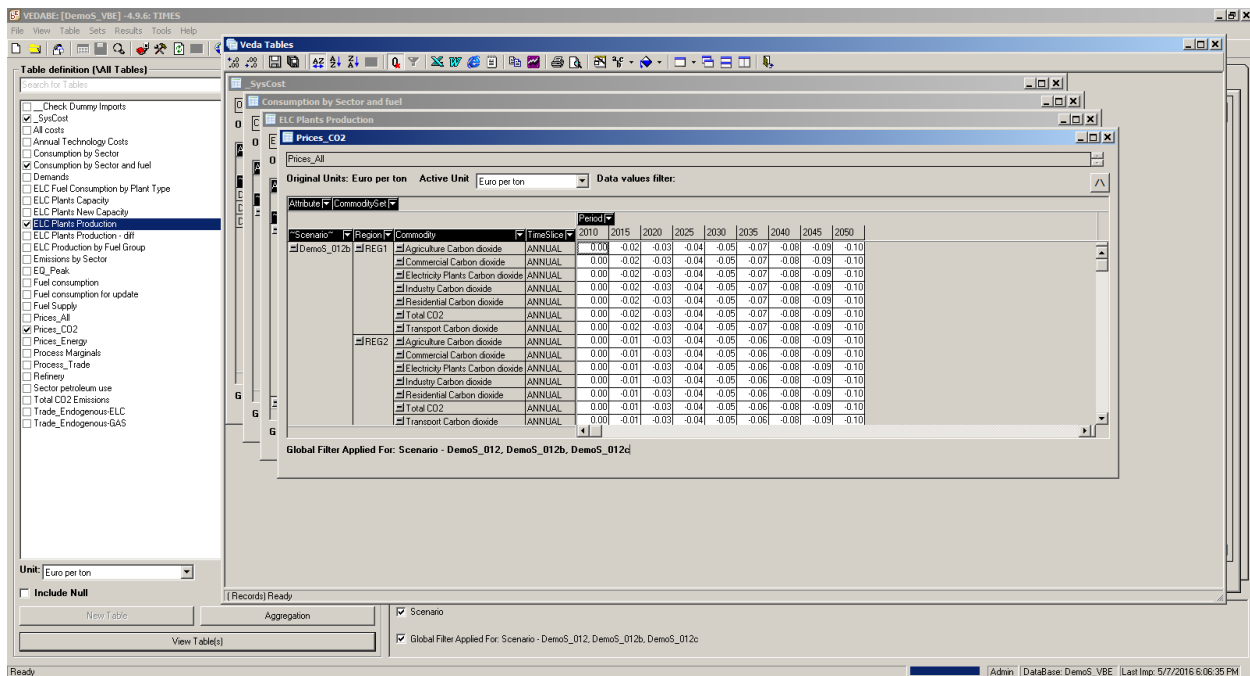 VEDABE: [DemoS_VBE] -4.9.6: TIMES
File View Table Sets Results Tools Help
Table definition (\All Tables)
Search for Tables
__Check Dummy Imports
_SysCost
All costs
Annual Technology Costs
Consumption by Sector
Consumption by Sector and fuel
Demands
ELC Fuel Consumption by Plant Type
ELC Plants Capacity
ELC Plants New Capacity
ELC Plants Production
ELC Plants Production - diff
ELC Production by Fuel Group
Emissions by Sector
EQ_Peak
Fuel consumption
Fuel consumption for update
Fuel Supply
Prices_All
Prices_CO2
Prices_Energy
Process Marginals
Process_Trade
Refinery
Sector petroleum use
Total CO2 Emissions
Trade_Endogenous-ELC
Trade_Endogenous-GAS
Unit: Euro per ton
Include Null
New Table Aggregation
View Table(s)
Veda Tables
_SysCost
Consumption by Sector and fuel
ELC Plants Production
Prices_CO2
Prices_All
Original Units: Euro per ton Active Unit Euro per ton Data values filter:
Attribute CommoditySet
Period
~Scenario~ Region Commodity TimeSlice 2010 2015 2020 2025 2030 2035 2040 2045 2050
DemoS_012b REG1 Agriculture Carbon dioxide ANNUAL 0.00 -0.02 -0.03 -0.04 -0.05 -0.07 -0.08 -0.09 -0.10
Commercial Carbon dioxide ANNUAL 0.00 -0.02 -0.03 -0.04 -0.05 -0.07 -0.08 -0.09 -0.10
Electricity Plants Carbon dioxide ANNUAL 0.00 -0.02 -0.03 -0.04 -0.05 -0.07 -0.08 -0.09 -0.10
Industry Carbon dioxide ANNUAL 0.00 -0.02 -0.03 -0.04 -0.05 -0.07 -0.08 -0.09 -0.10
Residential Carbon dioxide ANNUAL 0.00 -0.02 -0.03 -0.04 -0.05 -0.07 -0.08 -0.09 -0.10
Total CO2 ANNUAL 0.00 -0.02 -0.03 -0.04 -0.05 -0.07 -0.08 -0.09 -0.10
Transport Carbon dioxide ANNUAL 0.00 -0.02 -0.03 -0.04 -0.05 -0.07 -0.08 -0.09 -0.10
REG2 Agriculture Carbon dioxide ANNUAL 0.00 -0.01 -0.03 -0.04 -0.05 -0.06 -0.08 -0.09 -0.10
Commercial Carbon dioxide ANNUAL 0.00 -0.01 -0.03 -0.04 -0.05 -0.06 -0.08 -0.09 -0.10
Electricity Plants Carbon dioxide ANNUAL 0.00 -0.01 -0.03 -0.04 -0.05 -0.06 -0.08 -0.09 -0.10
Industry Carbon dioxide ANNUAL 0.00 -0.01 -0.03 -0.04 -0.05 -0.06 -0.08 -0.09 -0.10
Residential Carbon dioxide ANNUAL 0.00 -0.01 -0.03 -0.04 -0.05 -0.06 -0.08 -0.09 -0.10
Total CO2 ANNUAL 0.00 -0.01 -0.03 -0.04 -0.05 -0.06 -0.08 -0.09 -0.10
Transport Carbon dioxide ANNUAL 0.00 -0.01 -0.03 -0.04 -0.05 -0.06 -0.08 -0.09 -0.10
Global Filter Applied For: Scenario - DemoS_012, DemoS_012b, DemoS_012c
( Records) Ready
Scenario
Global Filter Applied For: Scenario - DemoS_012, DemoS_012b, DemoS_012c
Ready
Admin DataBase: DemoS_VBE Last Imp: 5/7/2016 6:06:35 PM